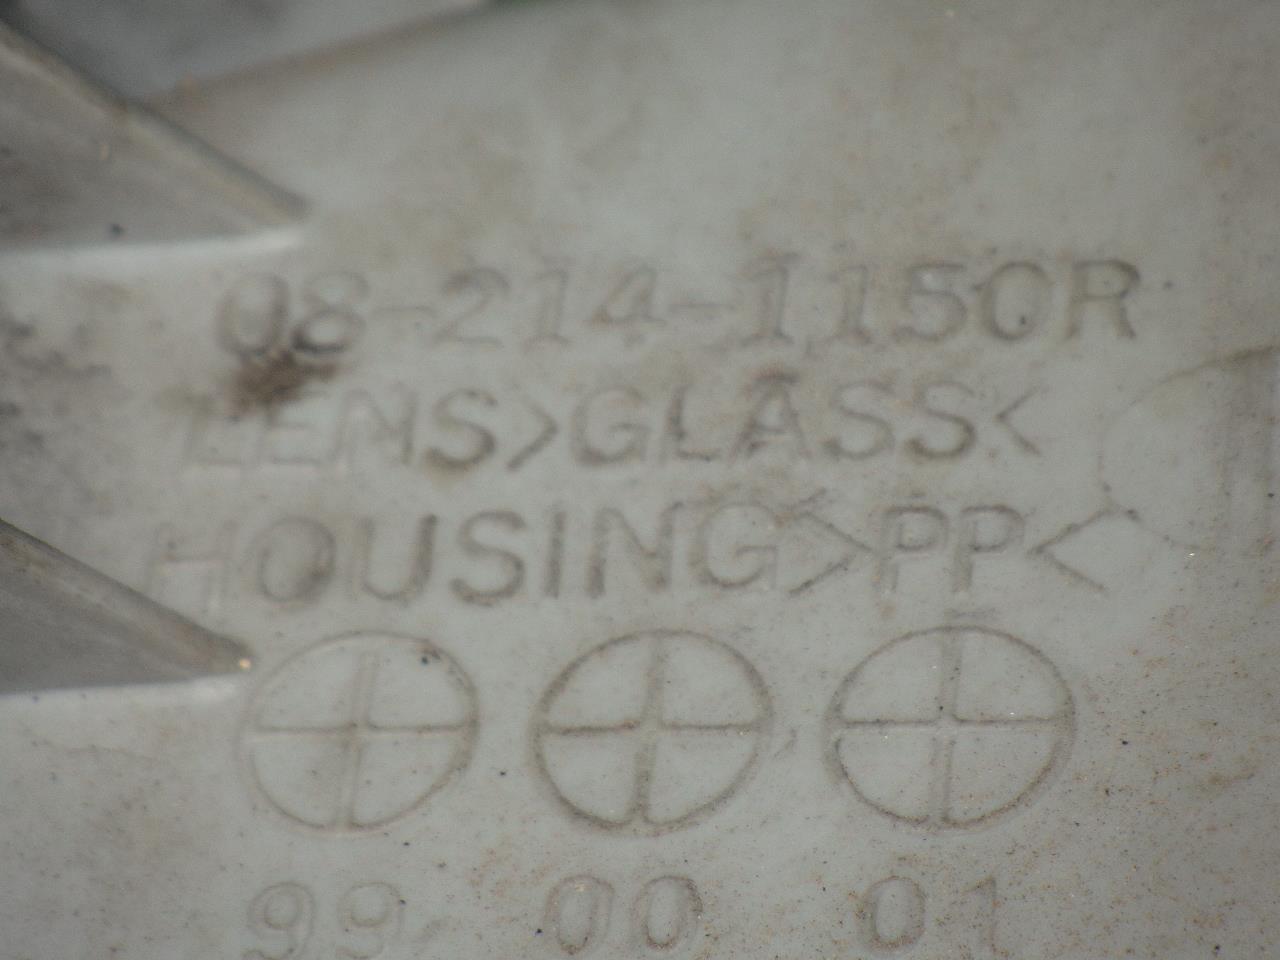 08-214-1150R
LENS>GLASS<
HOUSING>PP<
99 00 01